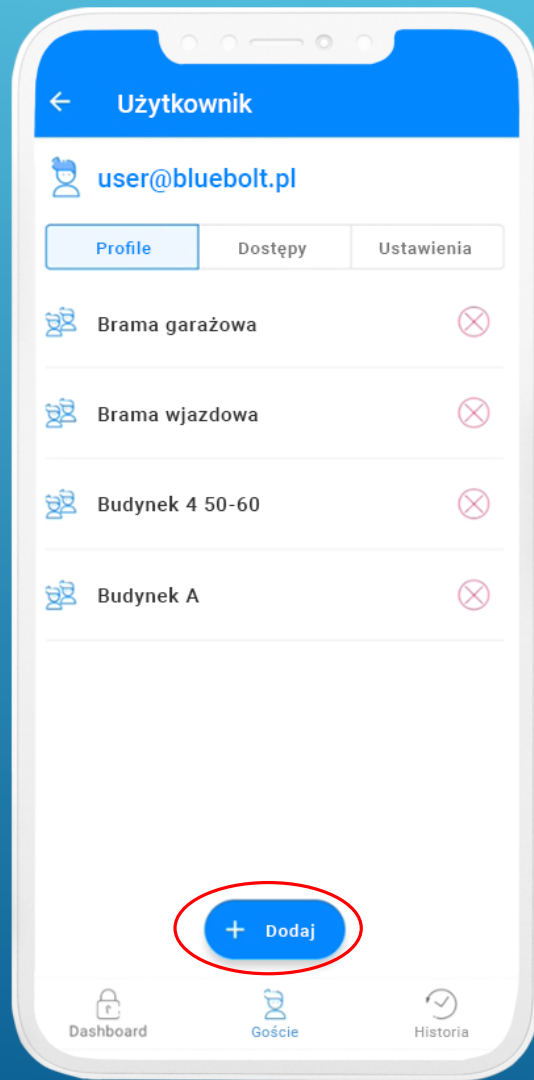 Użytkownik
user@bluebolt.pl
Profile Dostępy Ustawienia
Brama garażowa
Brama wjazdowa
Budynek 4 50-60
Budynek A
+ Dodaj
Dashboard Goście Historia